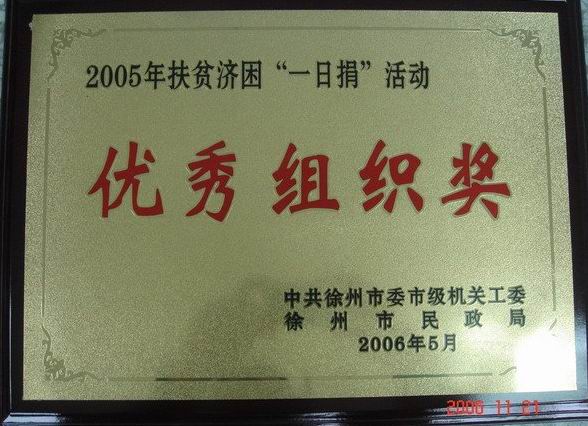 2005年扶贫济困“一日捐”活动
优秀组织奖
中共徐州市委市级机关工委
徐州市民政局
2006年5月
2006 11 21